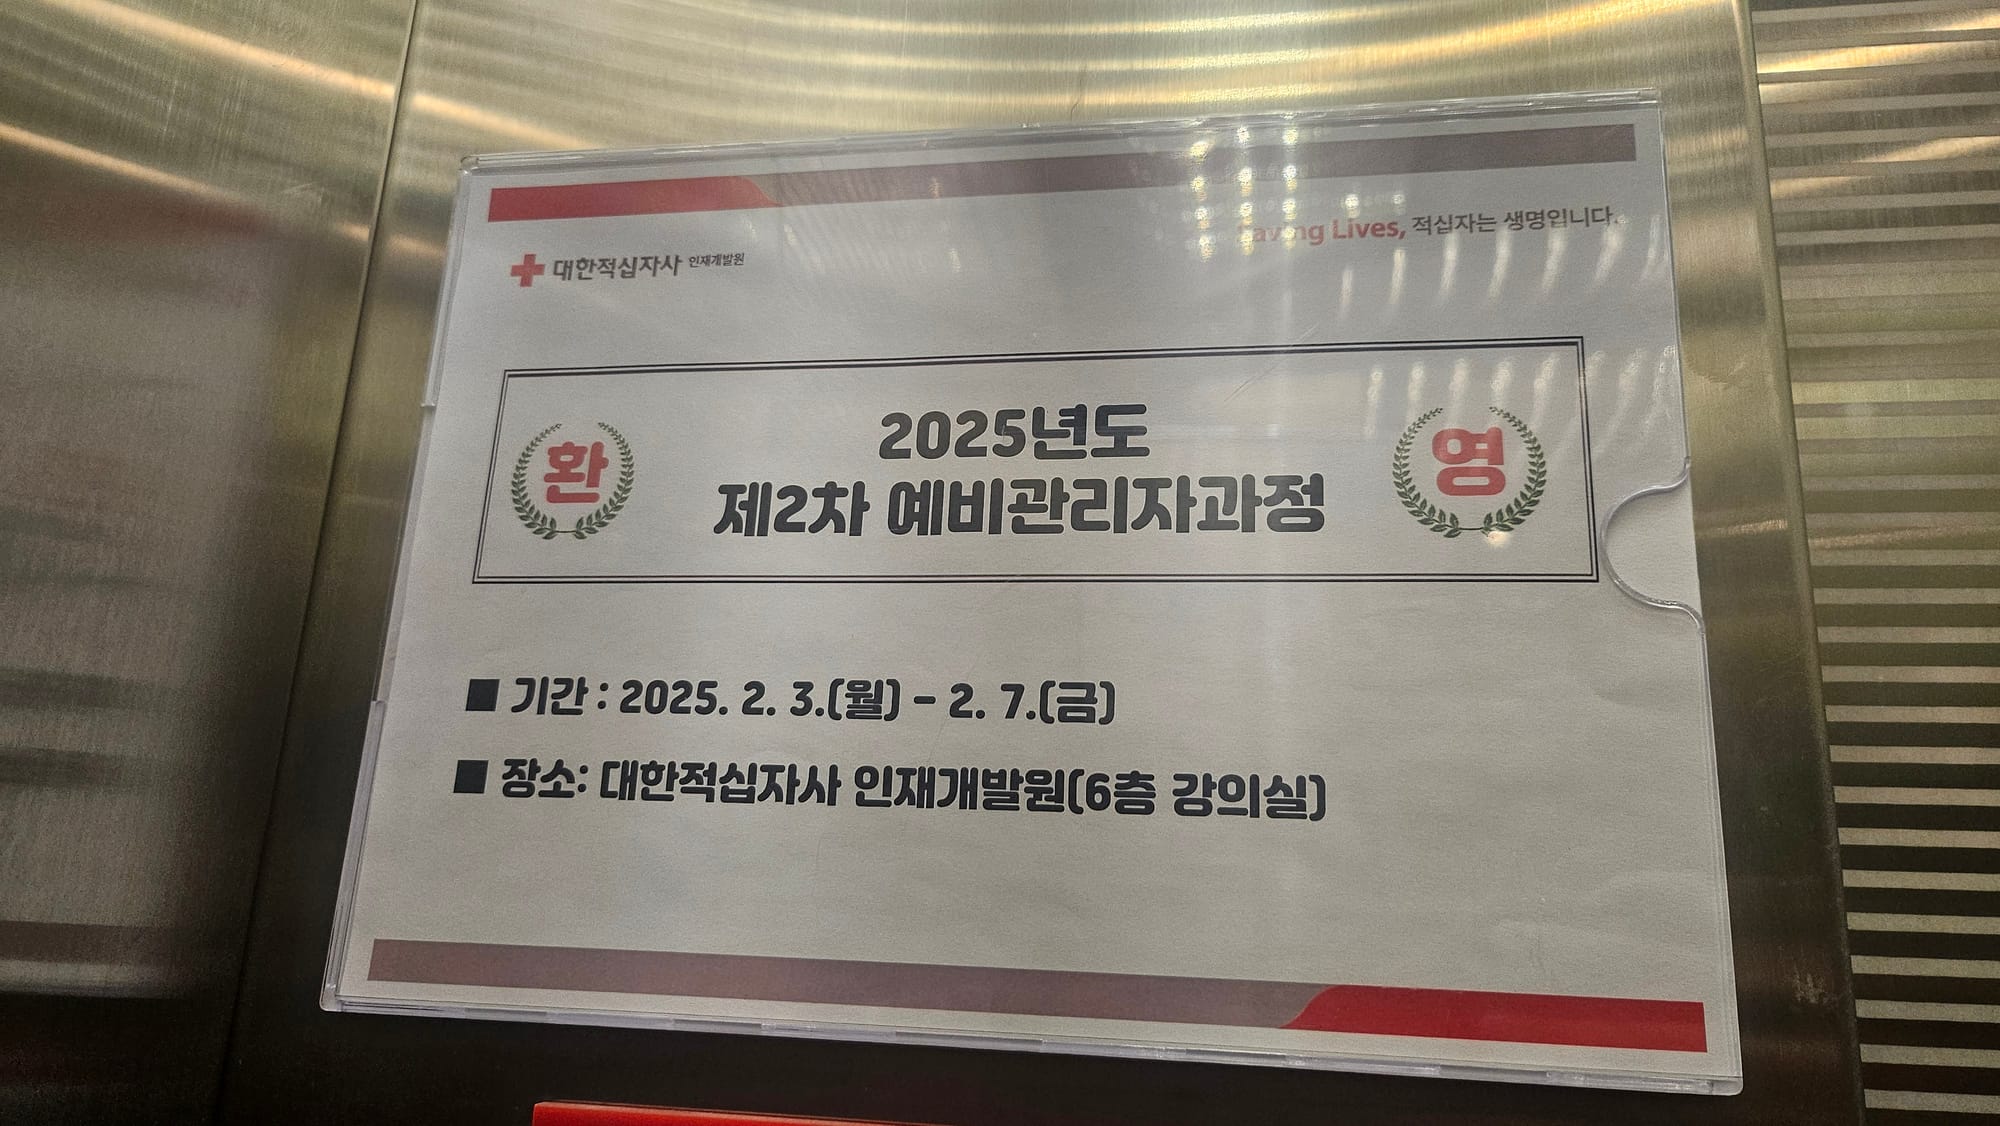 대한적십자사 인재개발원
Saving Lives, 적십자는 생명입니다.
환 영
2025년도
제2차 예비관리자과정
■ 기간 : 2025. 2. 3.(월) - 2. 7.(금)
■ 장소: 대한적십자사 인재개발원(6층 강의실)